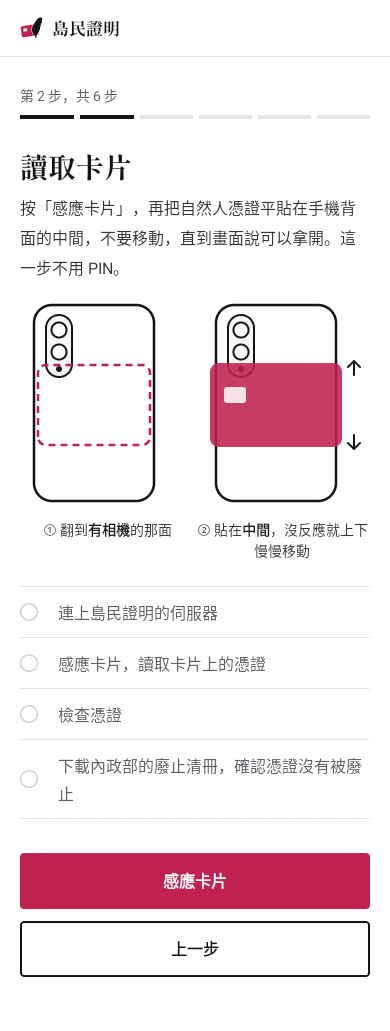 島民證明
第 2 步，共 6 步
讀取卡片
按「感應卡片」，再把自然人憑證平貼在手機背
面的中間，不要移動，直到畫面說可以拿開。這
一步不用 PIN。
① 翻到有相機的那面
② 貼在中間，沒反應就上下
慢慢移動
連上島民證明的伺服器
感應卡片，讀取卡片上的憑證
檢查憑證
下載內政部的廢止清冊，確認憑證沒有被廢
止
感應卡片
上一步